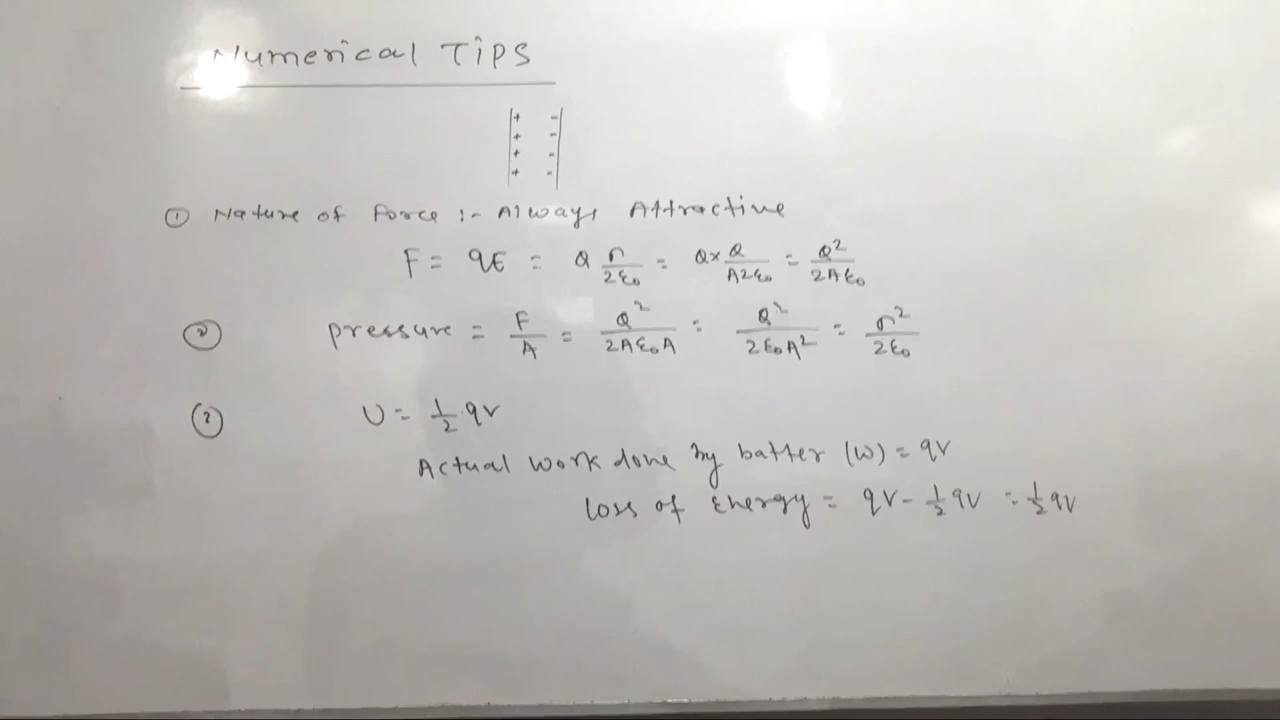 Numerical Tips
+ -
+ -
+ -
+ -
① Nature of Force :- Always Attractive
F = qE = Q σ/2ε₀ = Q×Q/A2ε₀ = Q²/2Aε₀
② pressure = F/A = Q²/2Aε₀A = Q²/2ε₀A² = σ²/2ε₀
③ U = 1/2 qV
Actual work done by batter (W) = qV
loss of Energy = qV - 1/2 qV = 1/2 qV